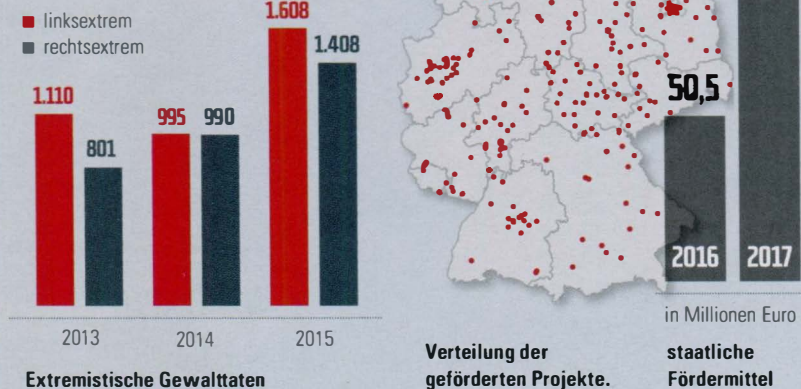 linksextrem
rechtsextrem
1.110
801
995
990
1.608
1.408
2013
2014
2015
Extremistische Gewalttaten
Verteilung der
geförderten Projekte.
50,5
2016
2017
in Millionen Euro
staatliche
Fördermittel